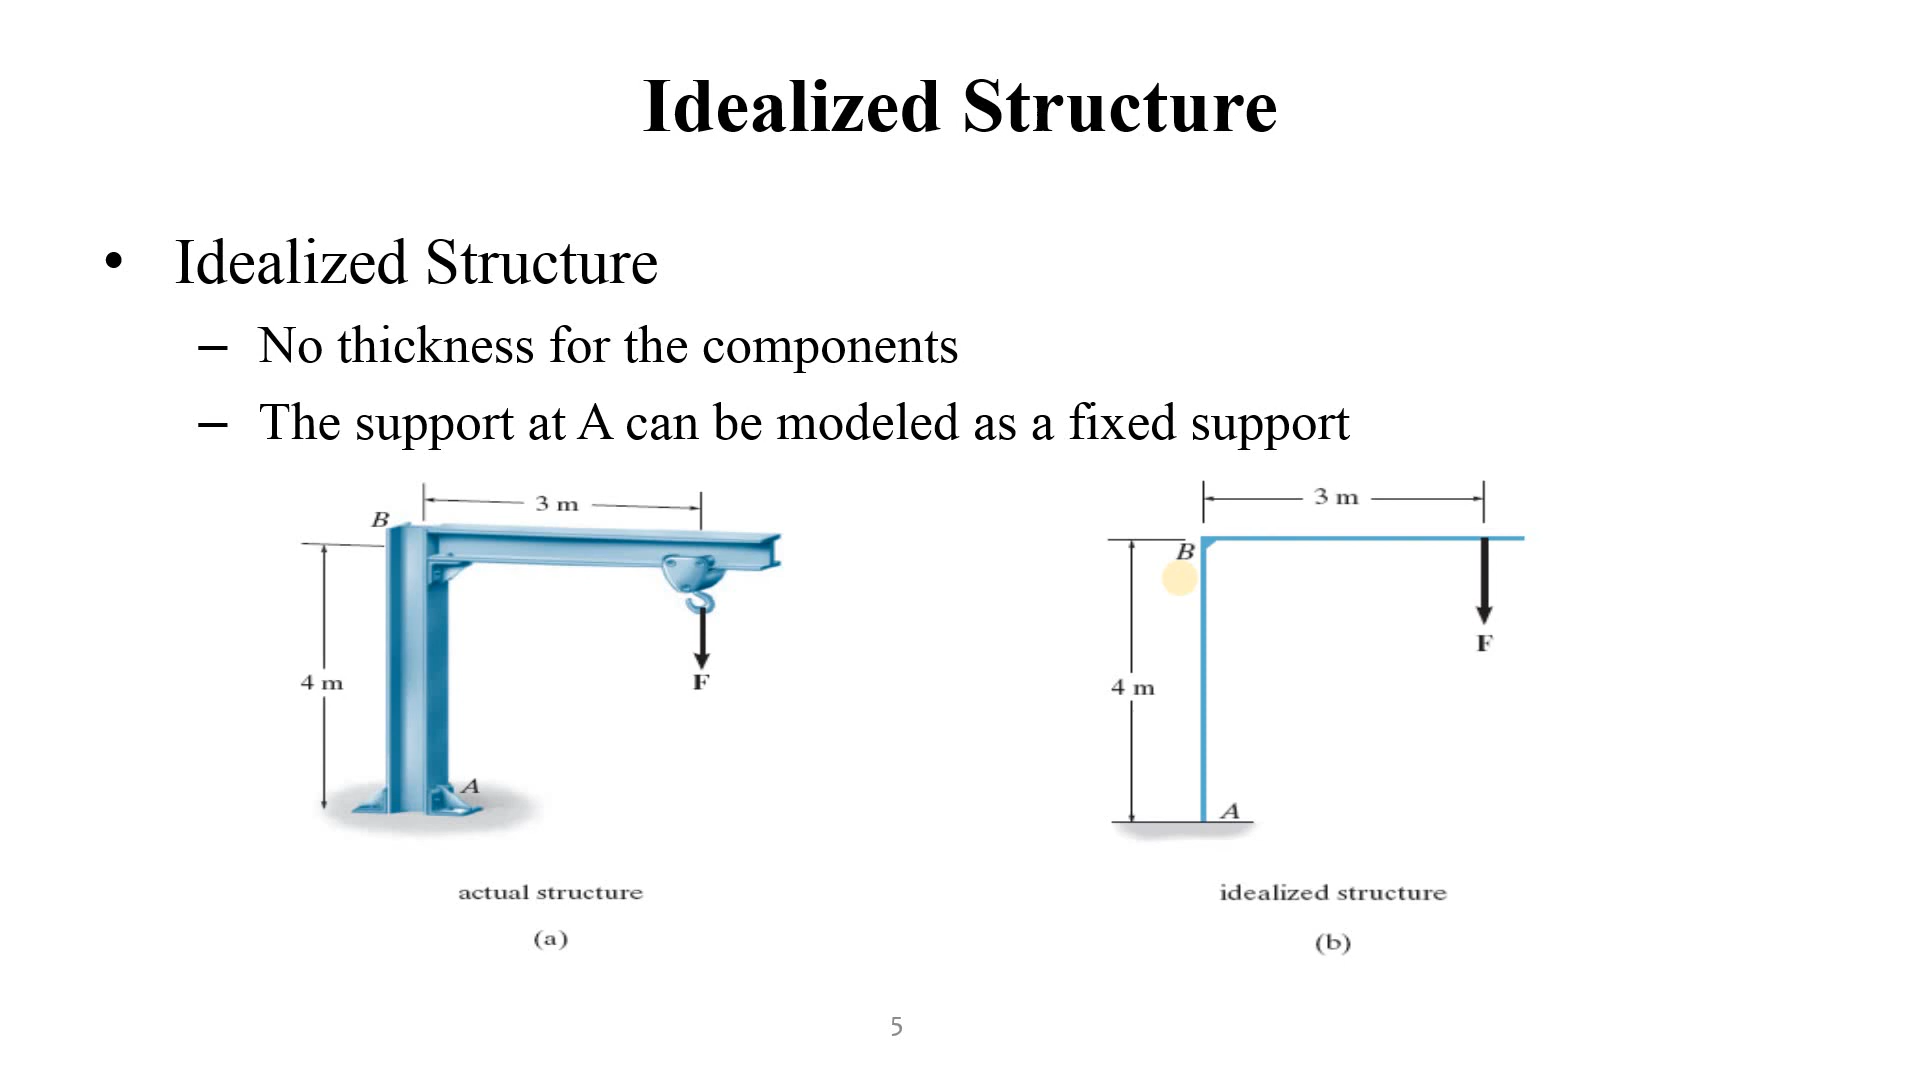 Idealized Structure
• Idealized Structure
– No thickness for the components
– The support at A can be modeled as a fixed support
3 m
B
4 m
F
A
actual structure
(a)
3 m
B
4 m
F
A
idealized structure
(b)
5